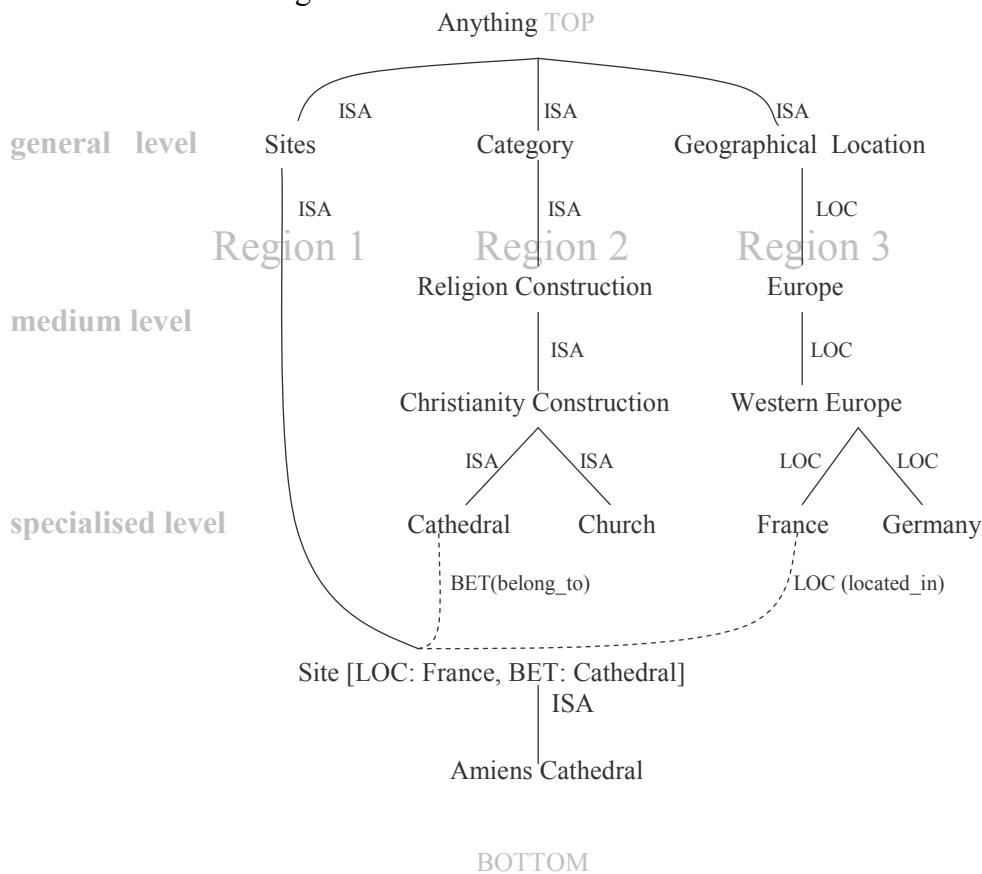 Anything TOP
ISA ISA ISA
general level Sites Category Geographical Location
ISA ISA LOC
Region 1 Region 2 Region 3
Religion Construction Europe
medium level
ISA LOC
Christianity Construction Western Europe
ISA ISA LOC LOC
specialised level Cathedral Church France Germany
BET(belong_to) LOC (located_in)
Site [LOC: France, BET: Cathedral]
ISA
Amiens Cathedral
BOTTOM